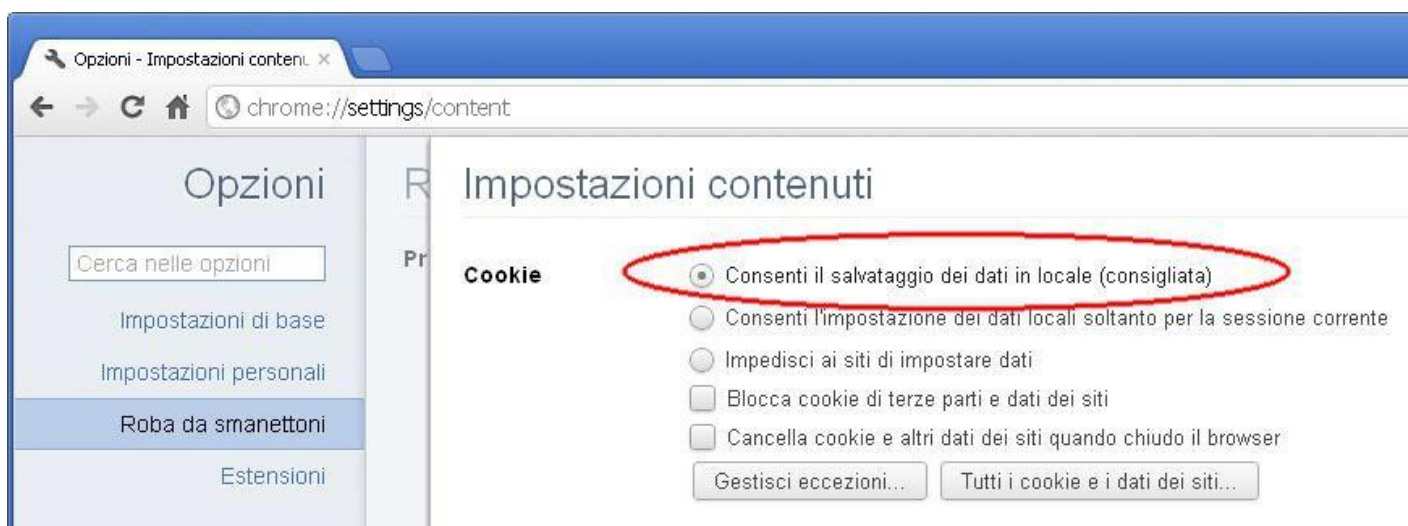 Opzioni - Impostazioni contenu
chrome://settings/content
Opzioni
Cerca nelle opzioni
Impostazioni di base
Impostazioni personali
Roba da smanettoni
Estensioni
R
Pr
Impostazioni contenuti
Cookie
Consenti il salvataggio dei dati in locale (consigliata)
Consenti l'impostazione dei dati locali soltanto per la sessione corrente
Impedisci ai siti di impostare dati
Blocca cookie di terze parti e dati dei siti
Cancella cookie e altri dati dei siti quando chiudo il browser
Gestisci eccezioni... Tutti i cookie e i dati dei siti...